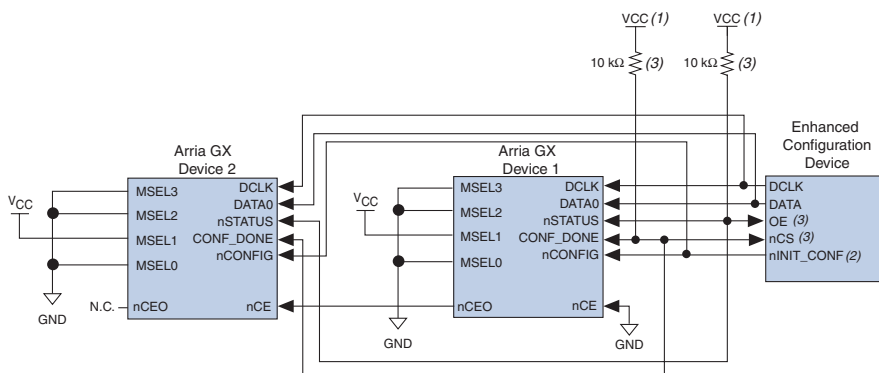 VCC (1)
VCC (1)
10 kΩ
(3)
10 kΩ
(3)
Enhanced
Configuration
Device
Arria GX
Device 2
Arria GX
Device 1
MSEL3
DCLK
MSEL3
DCLK
DCLK
DATA0
DATA0
DATA
VCC
MSEL2
nSTATUS
VCC
MSEL2
nSTATUS
OE (3)
MSEL1
CONF_DONE
MSEL1
CONF_DONE
nCS (3)
nCONFIG
nCONFIG
nINIT_CONF (2)
MSEL0
MSEL0
N.C.
nCEO
nCE
nCEO
nCE
GND
GND
GND